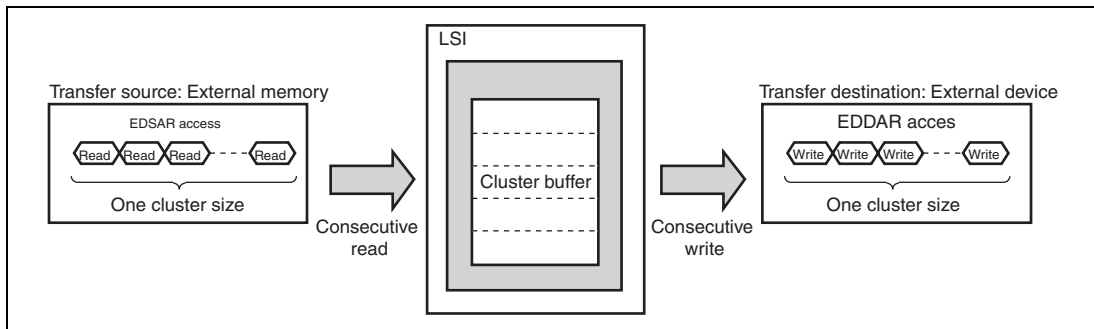 LSI
Transfer source: External memory
EDSAR access
Read Read Read Read
One cluster size
Consecutive
read
Cluster buffer
Consecutive
write
Transfer destination: External device
EDDAR acces
Write Write Write Write
One cluster size